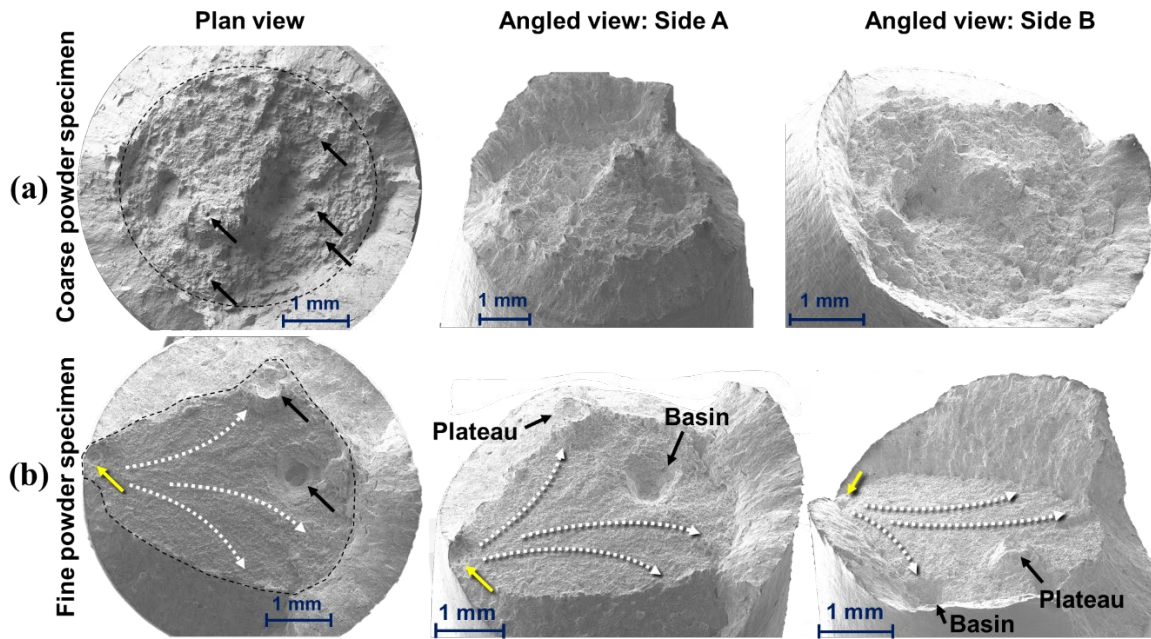 Plan view
Angled view: Side A
Angled view: Side B
Coarse powder specimen
(a)
1 mm
1 mm
1 mm
Fine powder specimen
(b)
1 mm
Plateau
Basin
1 mm
Plateau
Basin
1 mm